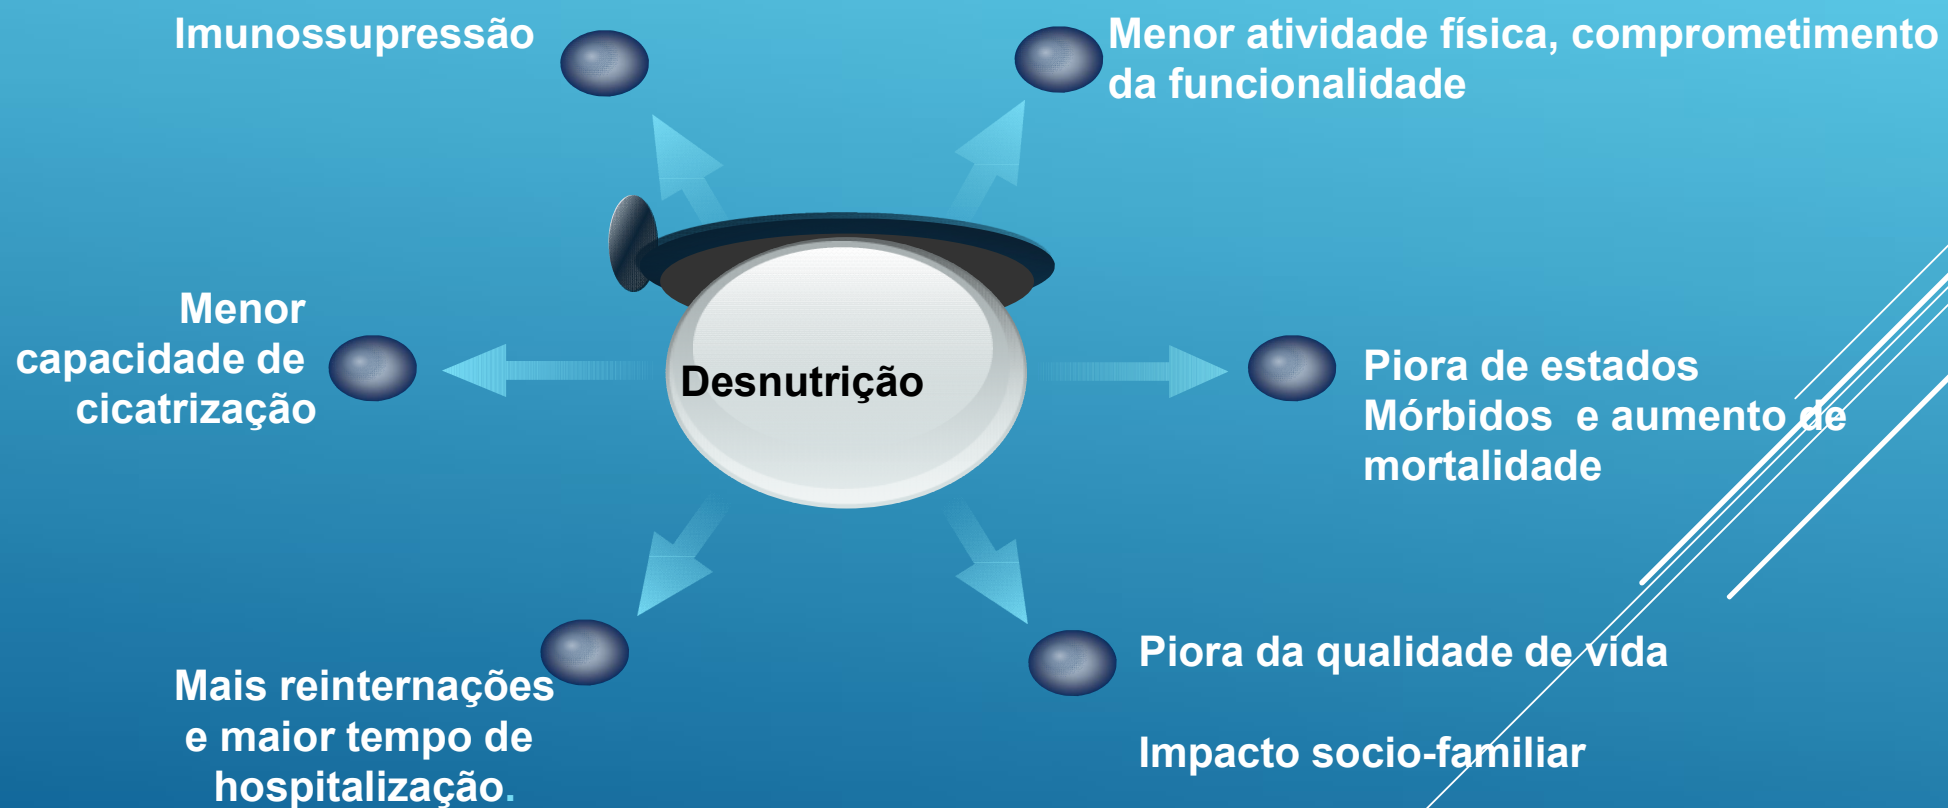 Imunossupressão
Menor atividade física, comprometimento
da funcionalidade
Menor
capacidade de
cicatrização
Desnutrição
Piora de estados
Mórbidos  e aumento de
mortalidade
Mais reinternações
e maior tempo de
hospitalização.
Piora da qualidade de vida
Impacto socio-familiar